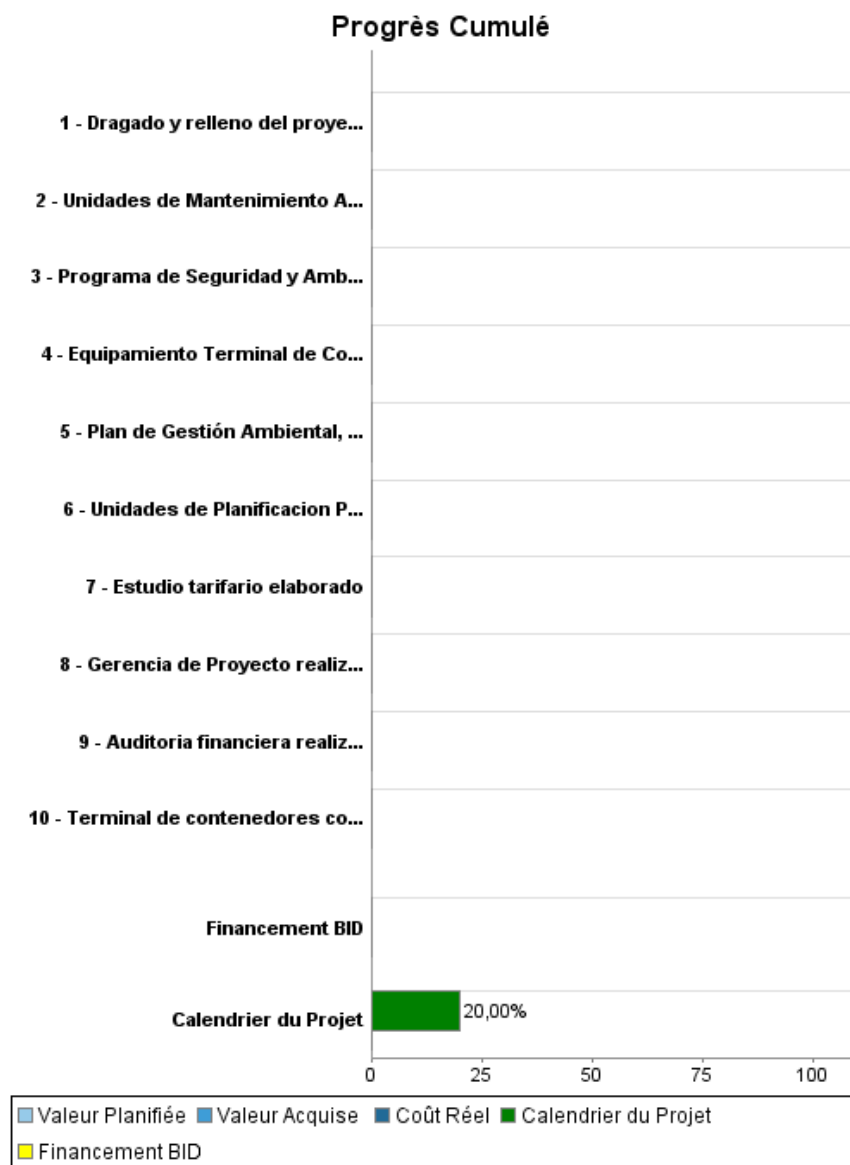 Progrès Cumulé
1 - Dragado y relleno del proye...
2 - Unidades de Mantenimiento A...
3 - Programa de Seguridad y Amb...
4 - Equipamiento Terminal de Co...
5 - Plan de Gestión Ambiental, ...
6 - Unidades de Planificacion P...
7 - Estudio tarifario elaborado
8 - Gerencia de Proyecto realiz...
9 - Auditoria financiera realiz...
10 - Terminal de contenedores co...
Financement BID
Calendrier du Projet 20,00%
0 25 50 75 100
Valeur Planifiée Valeur Acquise Coût Réel Calendrier du Projet
Financement BID